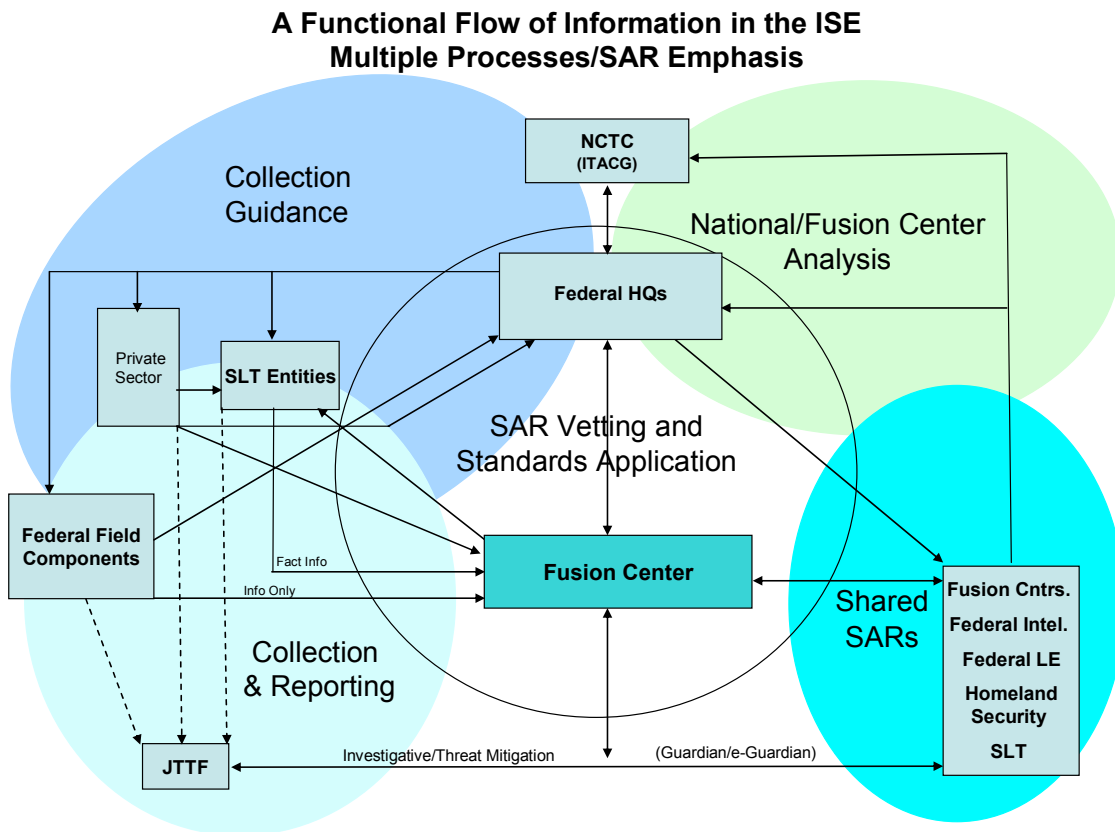 A Functional Flow of Information in the ISE
Multiple Processes/SAR Emphasis
NCTC
(ITACG)
Collection
Guidance
National/Fusion Center
Analysis
Federal HQs
Private
Sector
SLT Entities
SAR Vetting and
Standards Application
Federal Field
Components
Fact Info
Info Only
Fusion Center
Shared
SARs
Fusion Cntrs.
Federal Intel.
Federal LE
Homeland
Security
SLT
Collection
& Reporting
JTTF
Investigative/Threat Mitigation
(Guardian/e-Guardian)